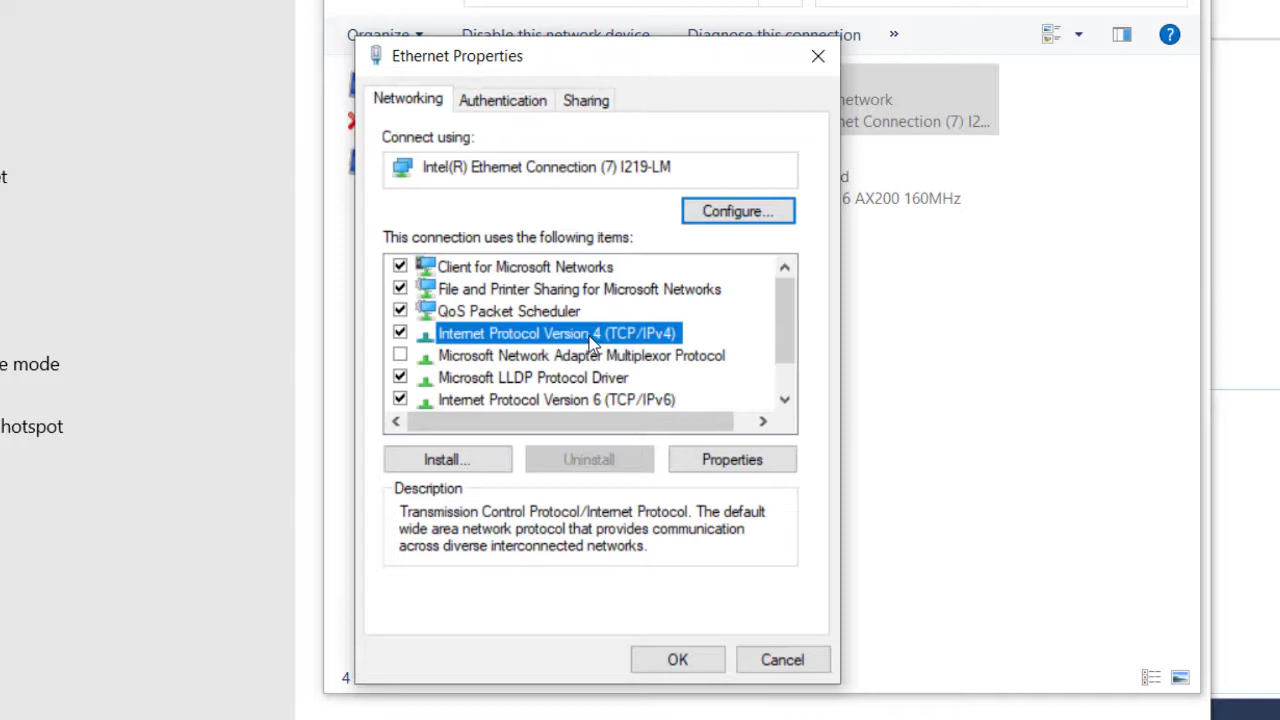 Organize
Disable this network device
Diagnose this connection
»
?
Ethernet Properties
Networking
Authentication
Sharing
network
Connect using:
net Connection (7) I2...
Intel(R) Ethernet Connection (7) I219-LM
et
d
6 AX200 160MHz
Configure...
This connection uses the following items:
Client for Microsoft Networks
File and Printer Sharing for Microsoft Networks
QoS Packet Scheduler
Internet Protocol Version 4 (TCP/IPv4)
Microsoft Network Adapter Multiplexor Protocol
e mode
Microsoft LLDP Protocol Driver
Internet Protocol Version 6 (TCP/IPv6)
hotspot
Install...
Uninstall
Properties
Description
Transmission Control Protocol/Internet Protocol. The default
wide area network protocol that provides communication
across diverse interconnected networks.
OK
Cancel
4